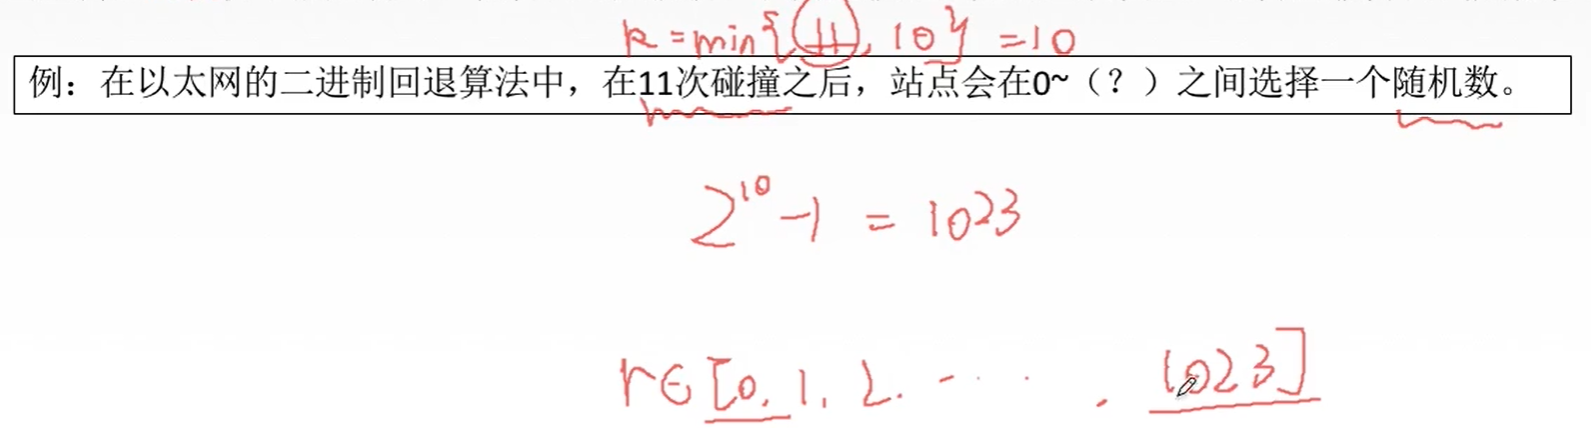 k = min{11, 10} = 10
例：在以太网的二进制回退算法中，在11次碰撞之后，站点会在0~（？）之间选择一个随机数。
2^10 - 1 = 1023
r∈[0, 1, 2. - · · · . 1023]